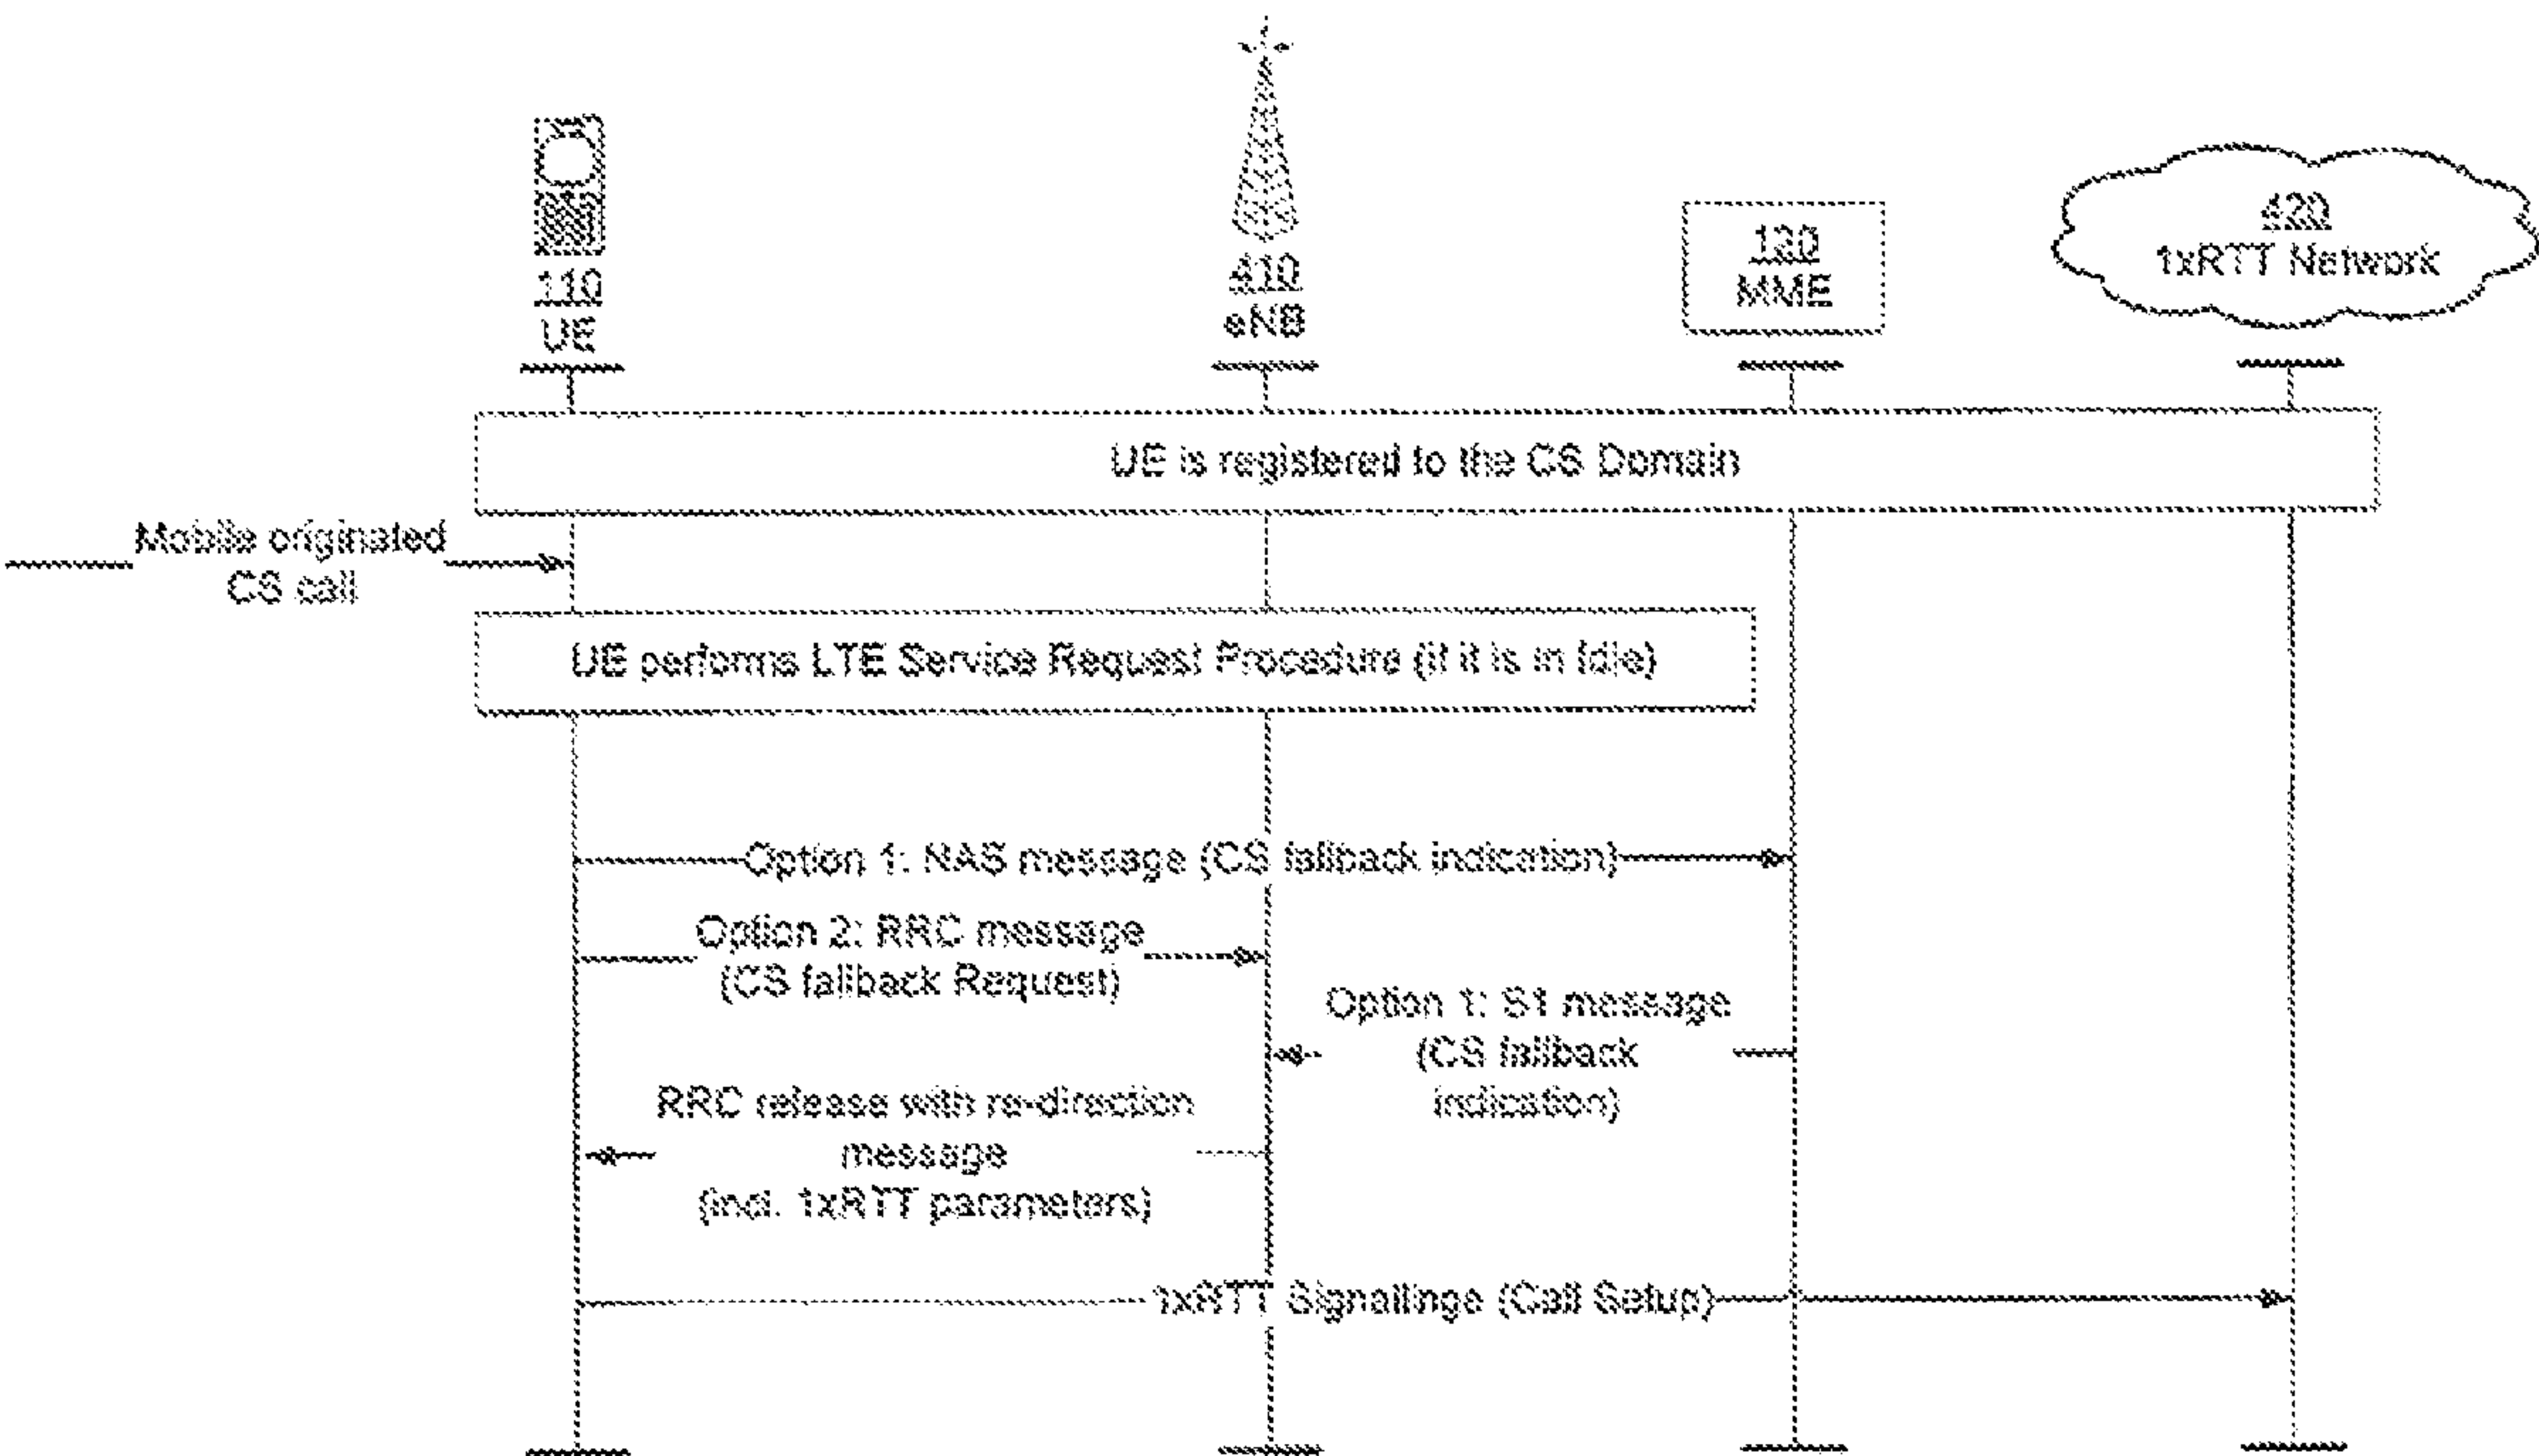 110
UE
410
eNB
120
MME
420
1xRTT Network
UE is registered to the CS Domain
Mobile originated
CS call
UE performs LTE Service Request Procedure (if it is in Idle)
Option 1: NAS message (CS fallback indication)
Option 2: RRC message
(CS fallback Request)
Option 1: S1 message
(CS fallback
indication)
RRC release with re-direction
message
(incl. 1xRTT parameters)
1xRTT Signallings (Call Setup)